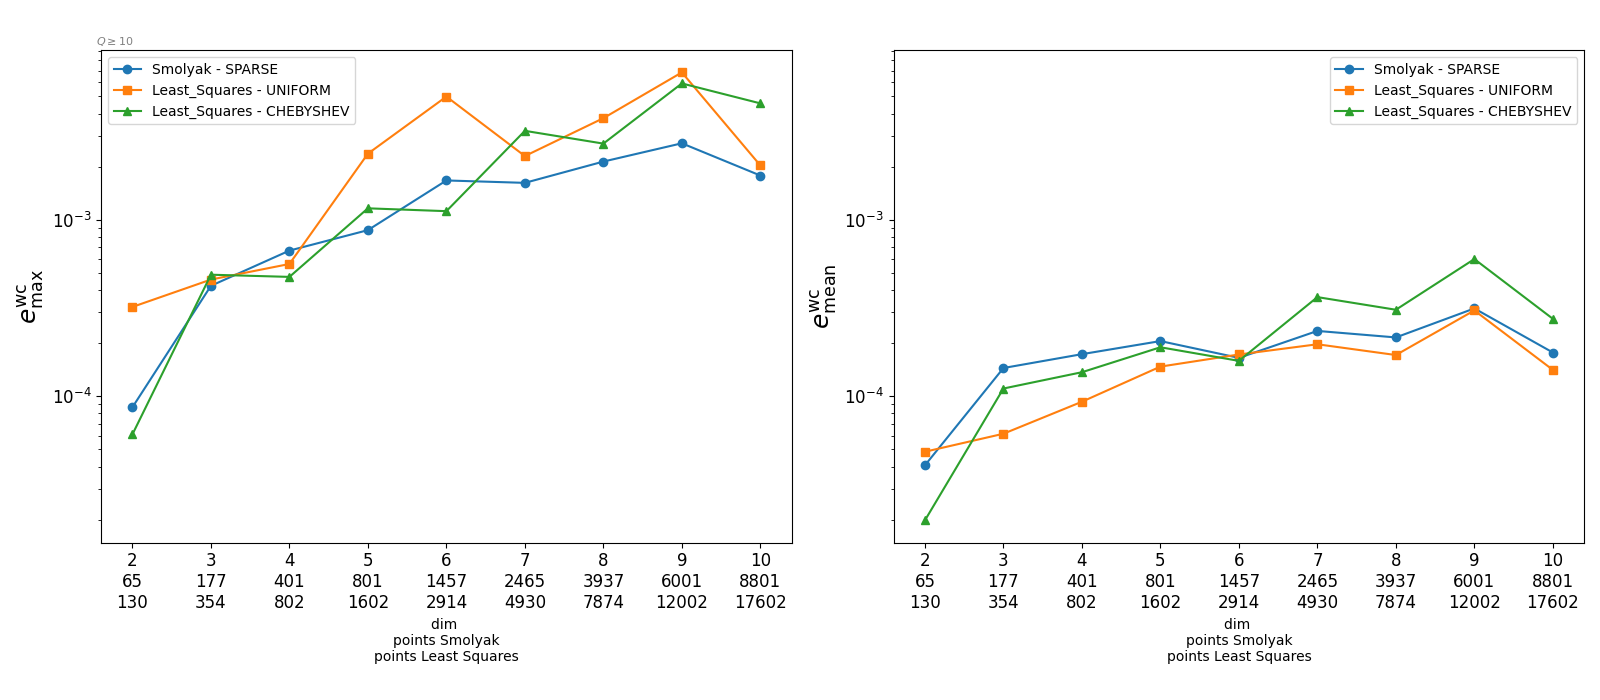 Q ≥ 10
Smolyak - SPARSE
Least_Squares - UNIFORM
Least_Squares - CHEBYSHEV
10⁻³
10⁻⁴
e^wc_max
2 3 4 5 6 7 8 9 10
65 177 401 801 1457 2465 3937 6001 8801
130 354 802 1602 2914 4930 7874 12002 17602
dim
points Smolyak
points Least Squares
Smolyak - SPARSE
Least_Squares - UNIFORM
Least_Squares - CHEBYSHEV
10⁻³
10⁻⁴
e^wc_mean
2 3 4 5 6 7 8 9 10
65 177 401 801 1457 2465 3937 6001 8801
130 354 802 1602 2914 4930 7874 12002 17602
dim
points Smolyak
points Least Squares